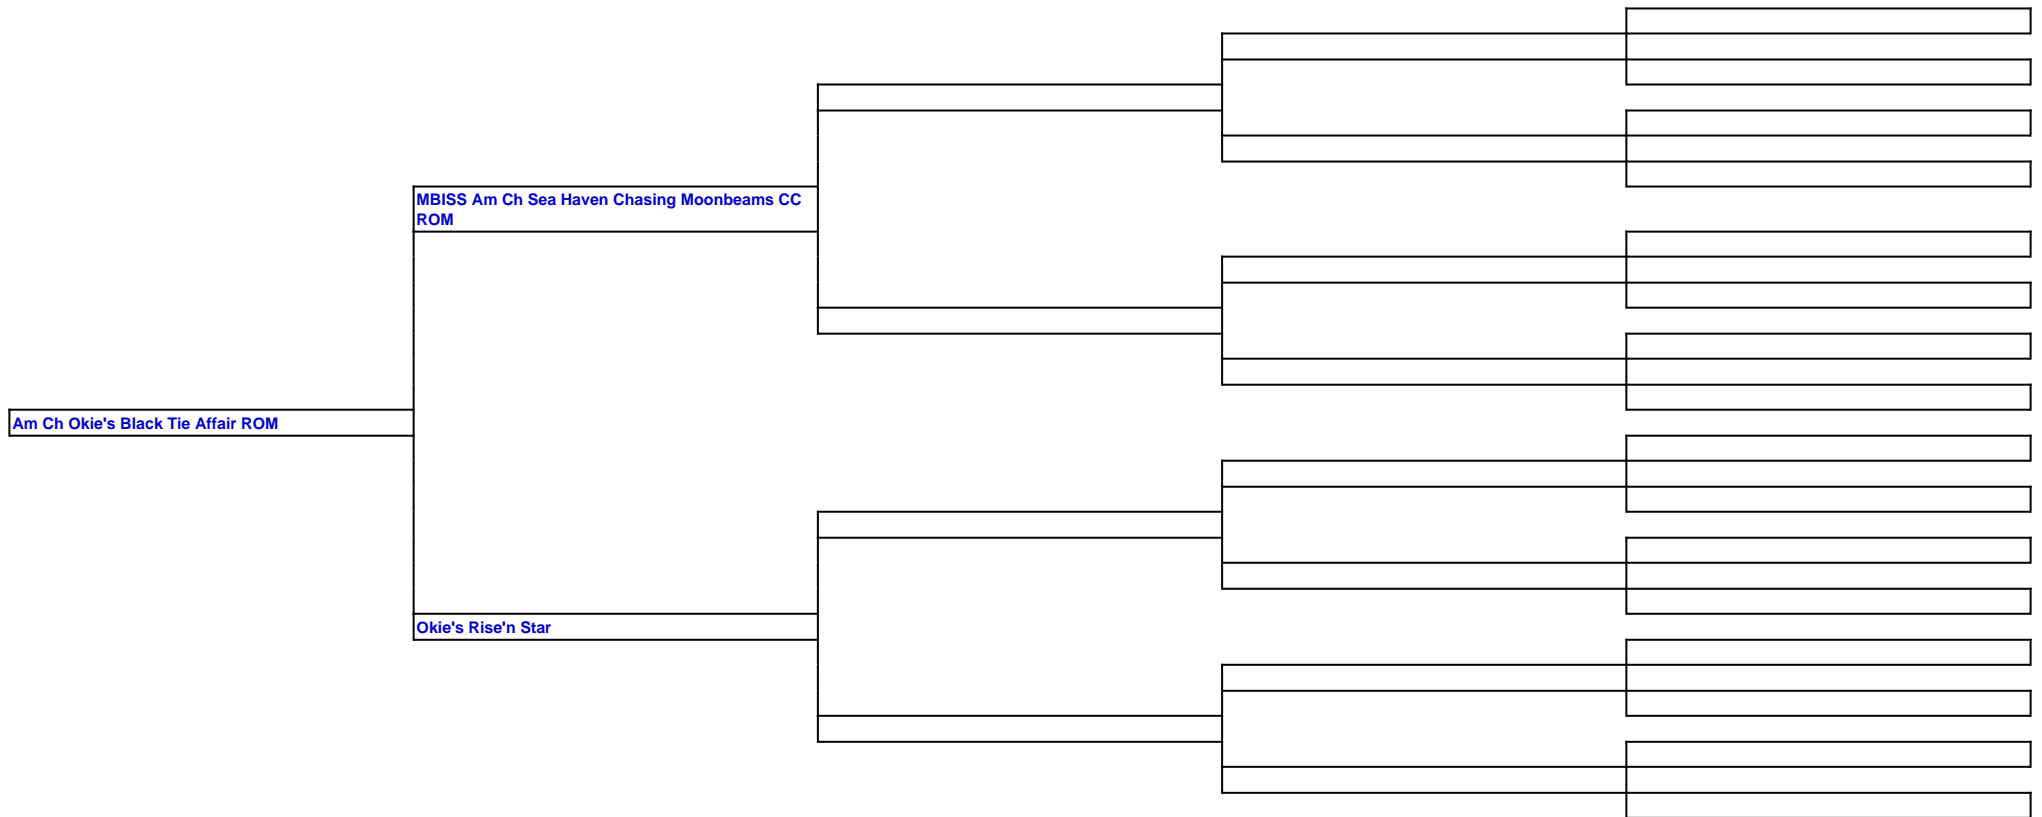 MBISS Am Ch Sea Haven Chasing Moonbeams CC
ROM
Am Ch Okie's Black Tie Affair ROM
Okie's Rise'n Star